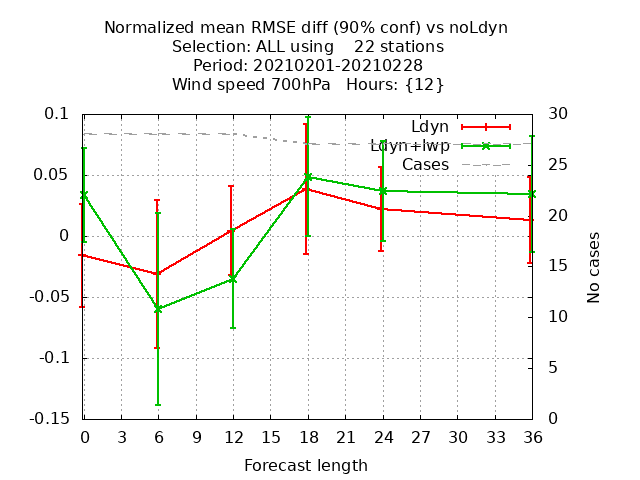 Normalized mean RMSE diff (90% conf) vs noLdyn
Selection: ALL using    22 stations
Period: 20210201-20210228
Wind speed 700hPa   Hours: {12}
0.1
0.05
0
-0.05
-0.1
-0.15
30
25
20
15
10
5
0
No cases
Ldyn
Ldyn+lwp
Cases
0 3 6 9 12 15 18 21 24 27 30 33 36
Forecast length